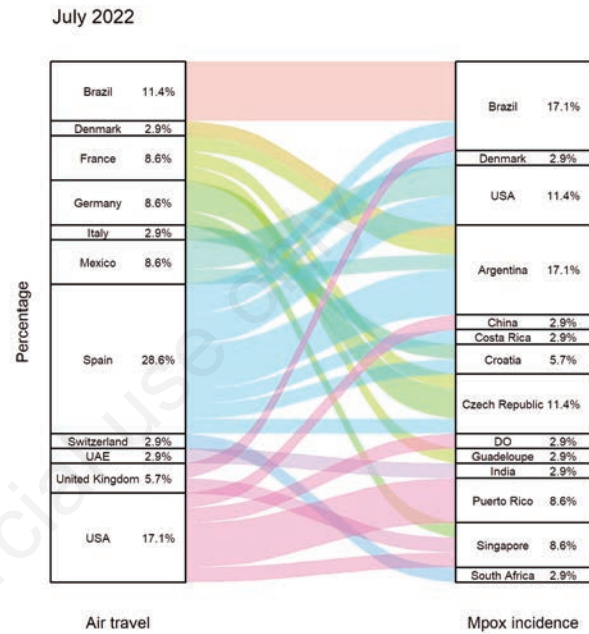 July 2022
Percentage
Brazil 11.4%
Denmark 2.9%
France 8.6%
Germany 8.6%
Italy 2.9%
Mexico 8.6%
Spain 28.6%
Switzerland 2.9%
UAE 2.9%
United Kingdom 5.7%
USA 17.1%
Air travel
Brazil 17.1%
Denmark 2.9%
USA 11.4%
Argentina 17.1%
China 2.9%
Costa Rica 2.9%
Croatia 5.7%
Czech Republic 11.4%
DO 2.9%
Guadeloupe 2.9%
India 2.9%
Puerto Rico 8.6%
Singapore 8.6%
South Africa 2.9%
Mpox incidence